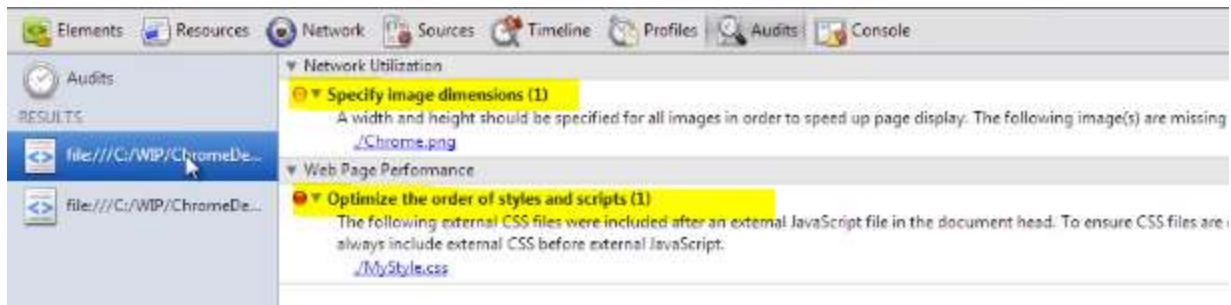 Elements Resources Network Sources Timeline Profiles Audits Console
Audits
RESULTS
file:///C:/WIP/ChromeDe...
file:///C:/WIP/ChromeDe...
Network Utilization
Specify image dimensions (1)
A width and height should be specified for all images in order to speed up page display. The following image(s) are missing
./Chrome.png
Web Page Performance
Optimize the order of styles and scripts (1)
The following external CSS files were included after an external JavaScript file in the document head. To ensure CSS files are
always include external CSS before external JavaScript.
./MyStyle.css